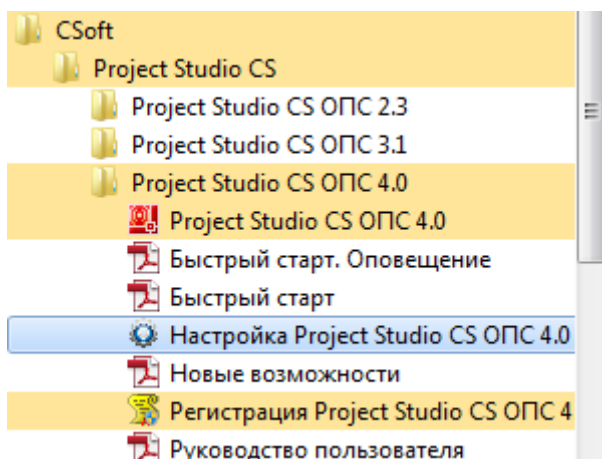 CSoft
Project Studio CS
Project Studio CS ОПС 2.3
Project Studio CS ОПС 3.1
Project Studio CS ОПС 4.0
Project Studio CS ОПС 4.0
Быстрый старт. Оповещение
Быстрый старт
Настройка Project Studio CS ОПС 4.0
Новые возможности
Регистрация Project Studio CS ОПС 4
Руководство пользователя